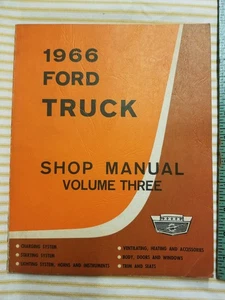 1966
FORD
TRUCK
SHOP MANUAL
VOLUME THREE
CHARGING SYSTEM
STARTING SYSTEM
LIGHTING SYSTEM, HORNS AND INSTRUMENTS
VENTILATING, HEATING AND ACCESSORIES
BODY, DOORS AND WINDOWS
TRIM AND SEATS